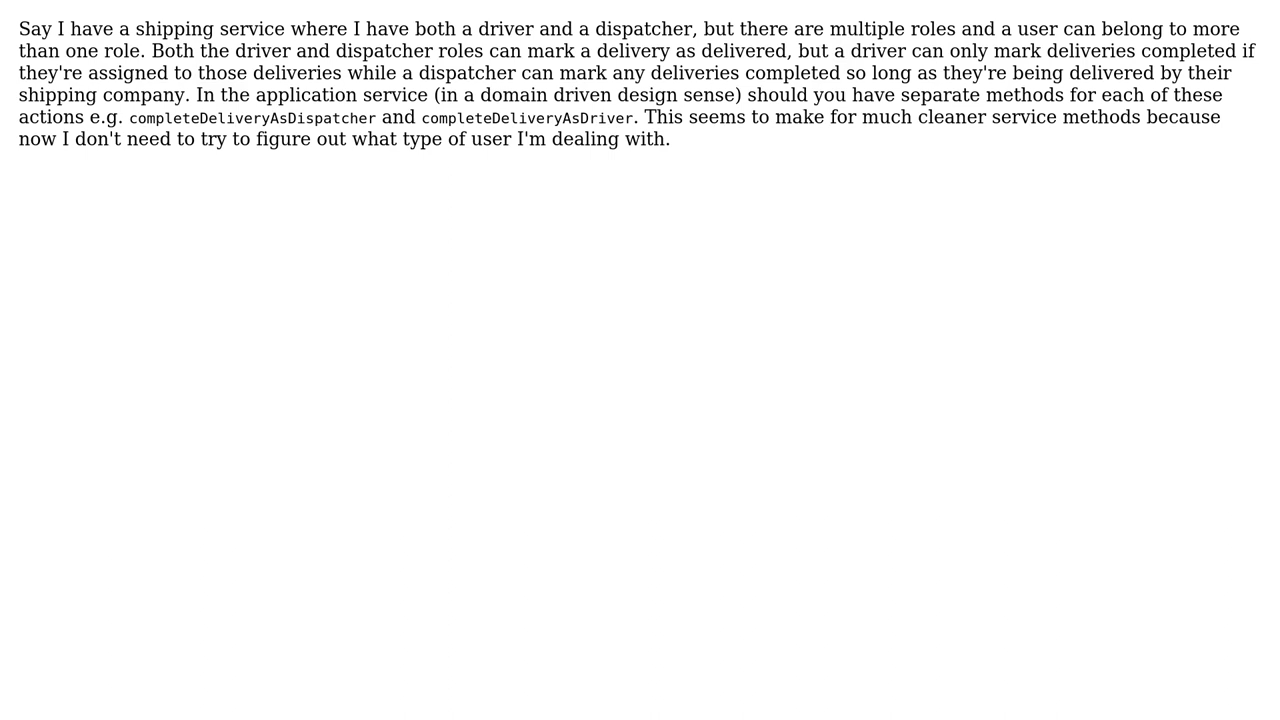 Say I have a shipping service where I have both a driver and a dispatcher, but there are multiple roles and a user can belong to more
than one role. Both the driver and dispatcher roles can mark a delivery as delivered, but a driver can only mark deliveries completed if
they're assigned to those deliveries while a dispatcher can mark any deliveries completed so long as they're being delivered by their
shipping company. In the application service (in a domain driven design sense) should you have separate methods for each of these
actions e.g. completeDeliveryAsDispatcher and completeDeliveryAsDriver. This seems to make for much cleaner service methods because
now I don't need to try to figure out what type of user I'm dealing with.